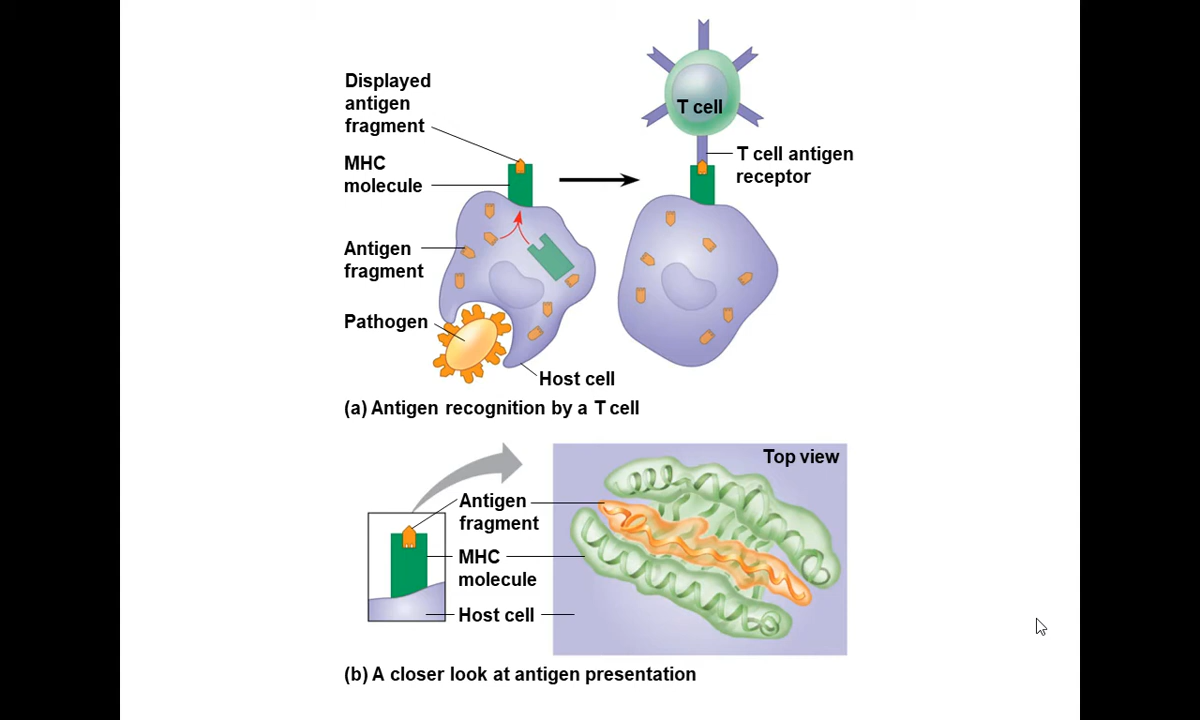 Displayed
antigen
fragment
MHC
molecule
Antigen
fragment
Pathogen
Host cell
T cell
T cell antigen
receptor
(a) Antigen recognition by a T cell
Top view
Antigen
fragment
MHC
molecule
Host cell
(b) A closer look at antigen presentation